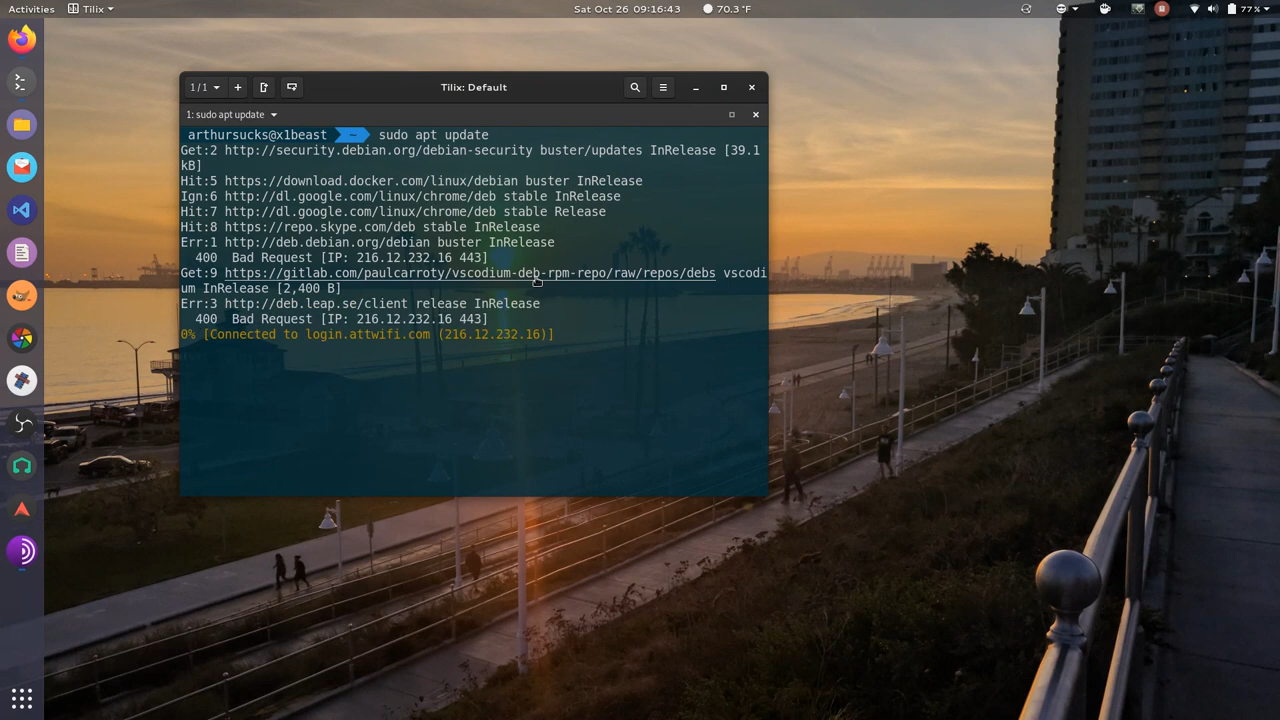 Activities Tilix Sat Oct 26 09:16:43 70.3 °F 77%
1 / 1 Tilix: Default
1: sudo apt update
arthursucks@x1beast ~ sudo apt update
Get:2 http://security.debian.org/debian-security buster/updates InRelease [39.1
kB]
Hit:5 https://download.docker.com/linux/debian buster InRelease
Ign:6 http://dl.google.com/linux/chrome/deb stable InRelease
Hit:7 http://dl.google.com/linux/chrome/deb stable Release
Hit:8 https://repo.skype.com/deb stable InRelease
Err:1 http://deb.debian.org/debian buster InRelease
400  Bad Request [IP: 216.12.232.16 443]
Get:9 https://gitlab.com/paulcarroty/vscodium-deb-rpm-repo/raw/repos/debs vscodi
um InRelease [2,400 B]
Err:3 http://deb.leap.se/client release InRelease
400  Bad Request [IP: 216.12.232.16 443]
0% [Connected to login.attwifi.com (216.12.232.16)]